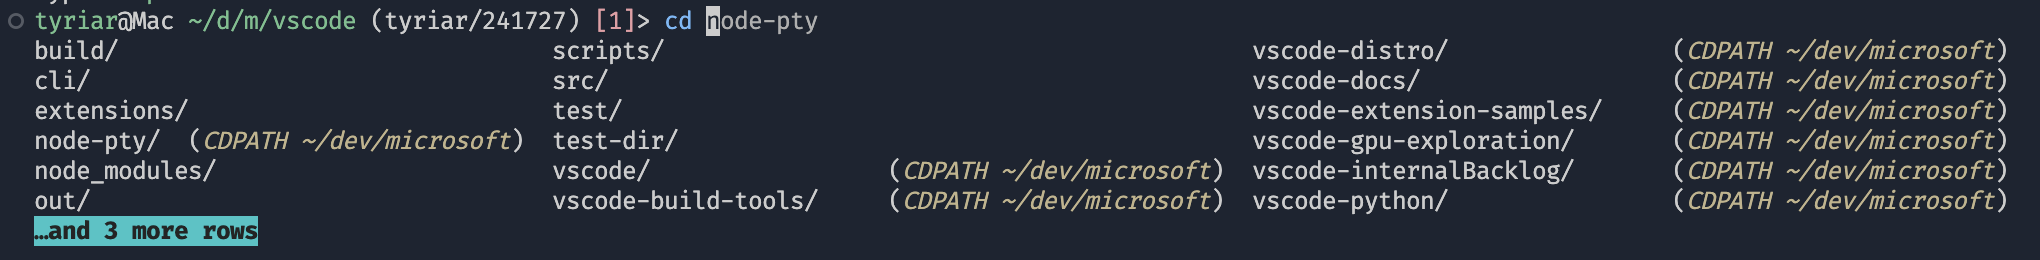 tyriar@Mac ~/d/m/vscode (tyriar/241727) [1]> cd node-pty
build/ scripts/ vscode-distro/ (CDPATH ~/dev/microsoft)
cli/ src/ vscode-docs/ (CDPATH ~/dev/microsoft)
extensions/ test/ vscode-extension-samples/ (CDPATH ~/dev/microsoft)
node-pty/ (CDPATH ~/dev/microsoft) test-dir/ vscode-gpu-exploration/ (CDPATH ~/dev/microsoft)
node_modules/ vscode/ (CDPATH ~/dev/microsoft) vscode-internalBacklog/ (CDPATH ~/dev/microsoft)
out/ vscode-build-tools/ (CDPATH ~/dev/microsoft) vscode-python/ (CDPATH ~/dev/microsoft)
…and 3 more rows